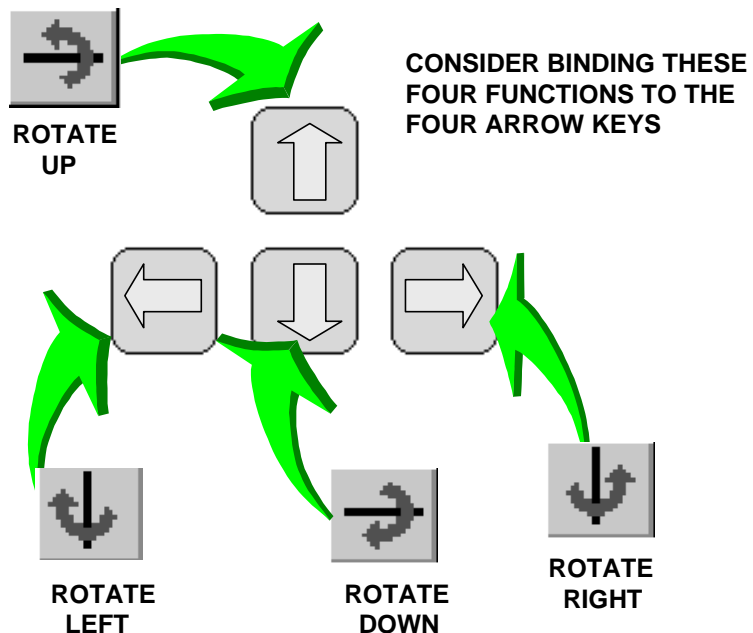 CONSIDER BINDING THESE
FOUR FUNCTIONS TO THE
FOUR ARROW KEYS
ROTATE
UP
ROTATE
LEFT
ROTATE
DOWN
ROTATE
RIGHT